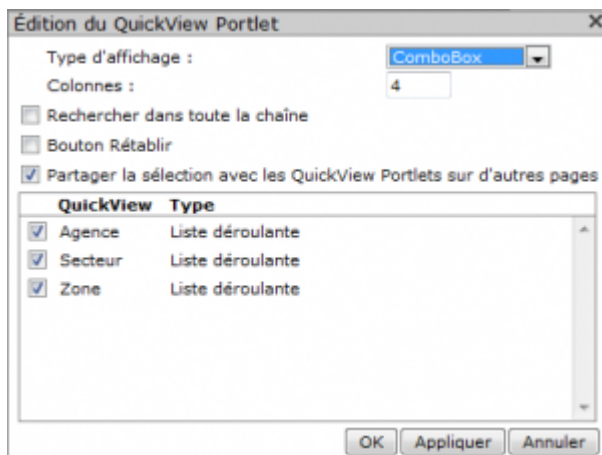 Édition du QuickView Portlet X
Type d'affichage : ComboBox
Colonnes : 4
Rechercher dans toute la chaîne
Bouton Rétablir
Partager la sélection avec les QuickView Portlets sur d'autres pages
QuickView Type
Agence Liste déroulante
Secteur Liste déroulante
Zone Liste déroulante
OK Appliquer Annuler